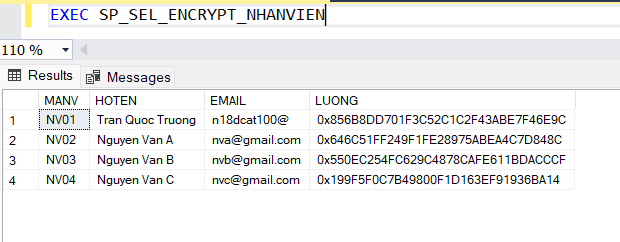 EXEC SP_SEL_ENCRYPT_NHANVIEN
110 %
Results Messages
MANV HOTEN EMAIL LUONG
1 NV01 Tran Quoc Truong n18dcat100@ 0x856B8DD701F3C52C1C2F43ABE7F46E9C
2 NV02 Nguyen Van A nva@gmail.com 0x646C51FF249F1FE28975ABEA4C7D848C
3 NV03 Nguyen Van B nvb@gmail.com 0x550EC254FC629C4878CAFE611BDACCCF
4 NV04 Nguyen Van C nvc@gmail.com 0x199F5F0C7B49800F1D163EF91936BA14